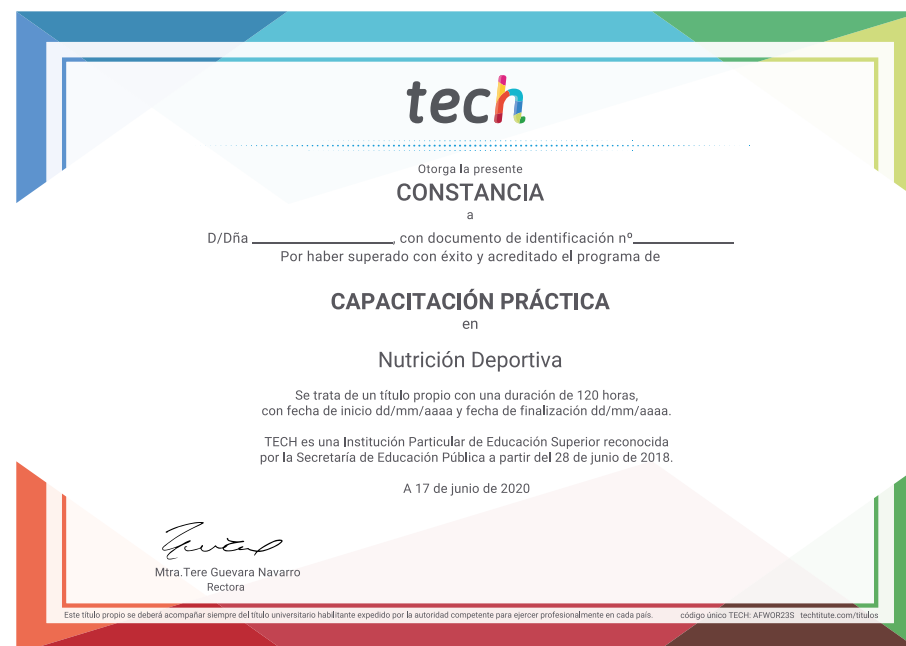 tech
Otorga la presente
CONSTANCIA
a
D/Dña ____________________, con documento de identificación nº______________
Por haber superado con éxito y acreditado el programa de
CAPACITACIÓN PRÁCTICA
en
Nutrición Deportiva
Se trata de un título propio con una duración de 120 horas,
con fecha de inicio dd/mm/aaaa y fecha de finalización dd/mm/aaaa.
TECH es una Institución Particular de Educación Superior reconocida
por la Secretaría de Educación Pública a partir del 28 de junio de 2018.
A 17 de junio de 2020
Mtra.Tere Guevara Navarro
Rectora
Este título propio se deberá acompañar siempre del título universitario habilitante expedido por la autoridad competente para ejercer profesionalmente en cada país. código único TECH: AFWOR23S techtitute.com/titulos